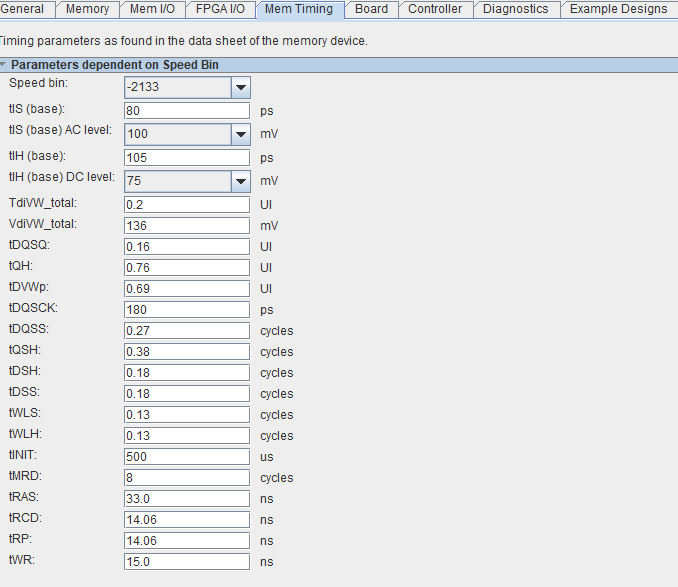 General Memory Mem I/O FPGA I/O Mem Timing Board Controller Diagnostics Example Designs
Timing parameters as found in the data sheet of the memory device.
Parameters dependent on Speed Bin
Speed bin: -2133
tIS (base): 80 ps
tIS (base) AC level: 100 mV
tIH (base): 105 ps
tIH (base) DC level: 75 mV
TdiVW_total: 0.2 UI
VdiVW_total: 136 mV
tDQSQ: 0.16 UI
tQH: 0.76 UI
tDVWp: 0.69 UI
tDQSCK: 180 ps
tDQSS: 0.27 cycles
tQSH: 0.38 cycles
tDSH: 0.18 cycles
tDSS: 0.18 cycles
tWLS: 0.13 cycles
tWLH: 0.13 cycles
tINIT: 500 us
tMRD: 8 cycles
tRAS: 33.0 ns
tRCD: 14.06 ns
tRP: 14.06 ns
tWR: 15.0 ns